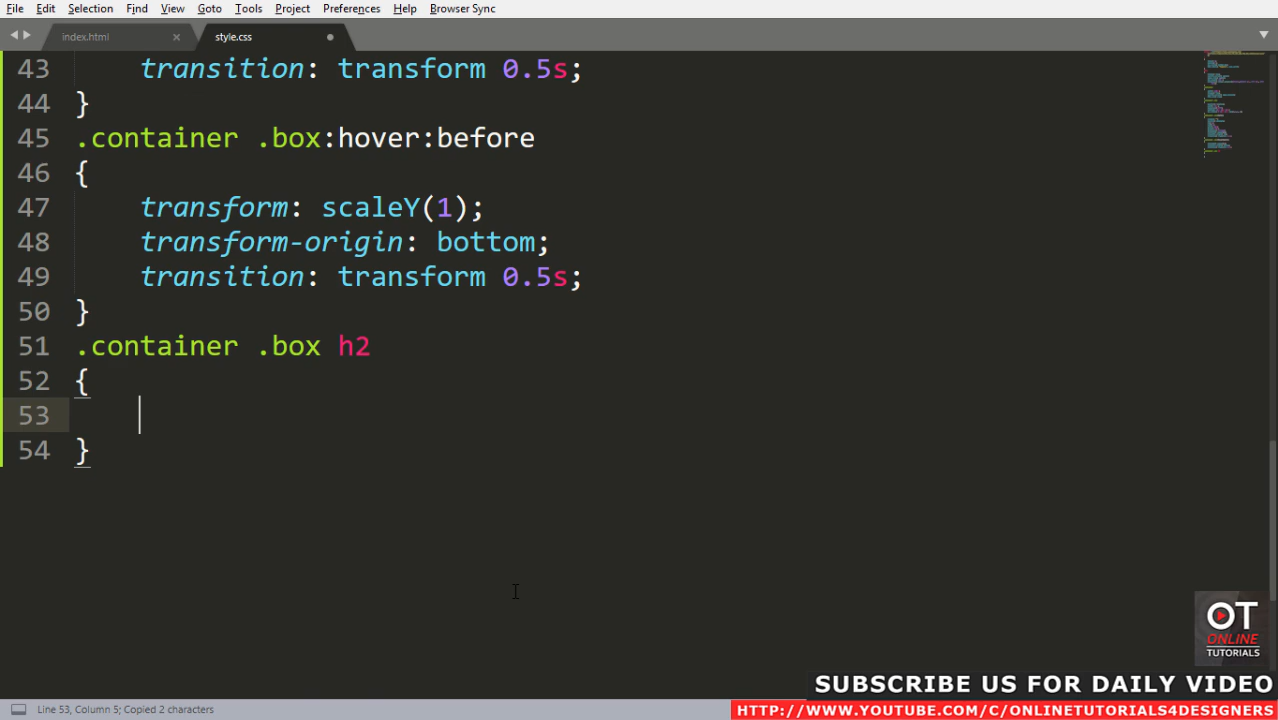 File Edit Selection Find View Goto Tools Project Preferences Help Browser Sync
index.html × style.css
43 transition: transform 0.5s;
44 }
45 .container .box:hover:before
46 {
47 transform: scaleY(1);
48 transform-origin: bottom;
49 transition: transform 0.5s;
50 }
51 .container .box h2
52 {
53
54 }
OT
ONLINE
TUTORIALS
SUBSCRIBE US FOR DAILY VIDEO
Line 53, Column 5; Copied 2 characters
HTTP://WWW.YOUTUBE.COM/C/ONLINETUTORIALS4DESIGNERS